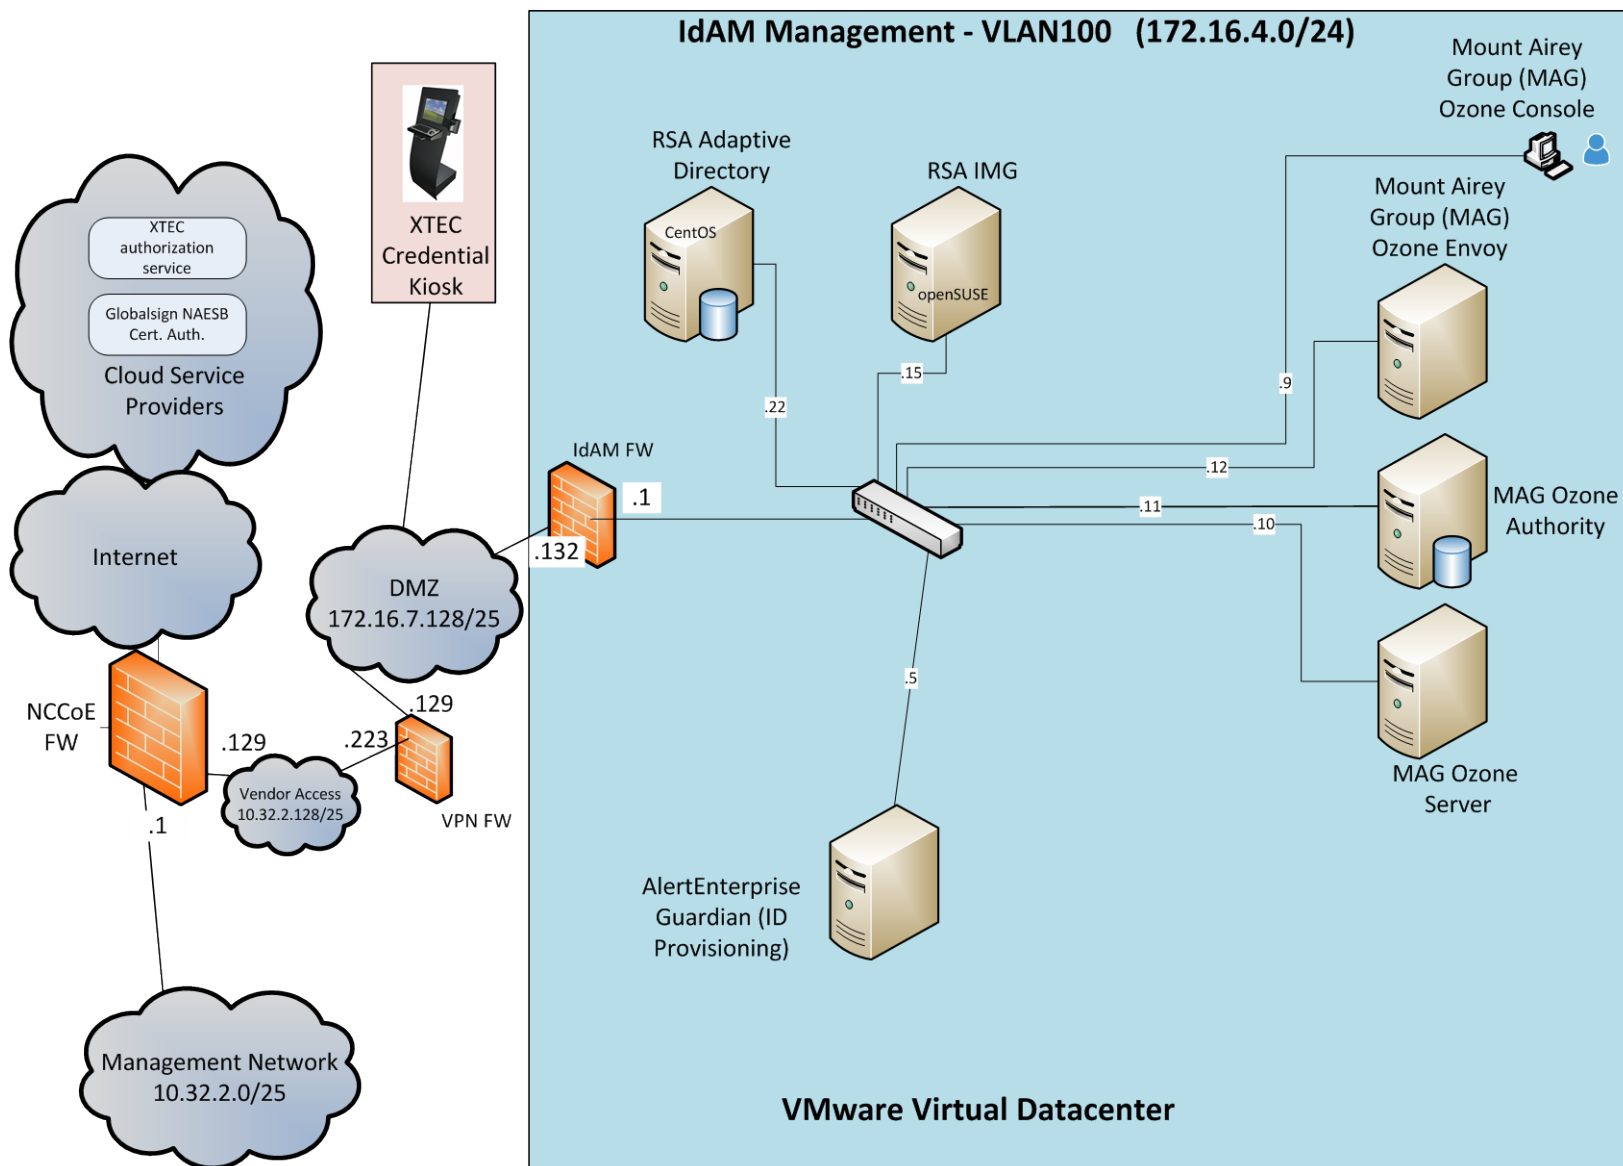 IdAM Management - VLAN100 (172.16.4.0/24)
Mount Airey
Group (MAG)
Ozone Console
RSA Adaptive
Directory
CentOS
RSA IMG
openSUSE
Mount Airey
Group (MAG)
Ozone Envoy
XTEC
Credential
Kiosk
XTEC
authorization
service
Globalsign NAESB
Cert. Auth.
Cloud Service
Providers
.22
.15
.9
.12
.11
.10
.5
IdAM FW
.1
.132
MAG Ozone
Authority
Internet
DMZ
172.16.7.128/25
NCCoE
FW
.129
.129
.223
Vendor Access
10.32.2.128/25
VPN FW
.1
MAG Ozone
Server
AlertEnterprise
Guardian (ID
Provisioning)
Management Network
10.32.2.0/25
VMware Virtual Datacenter